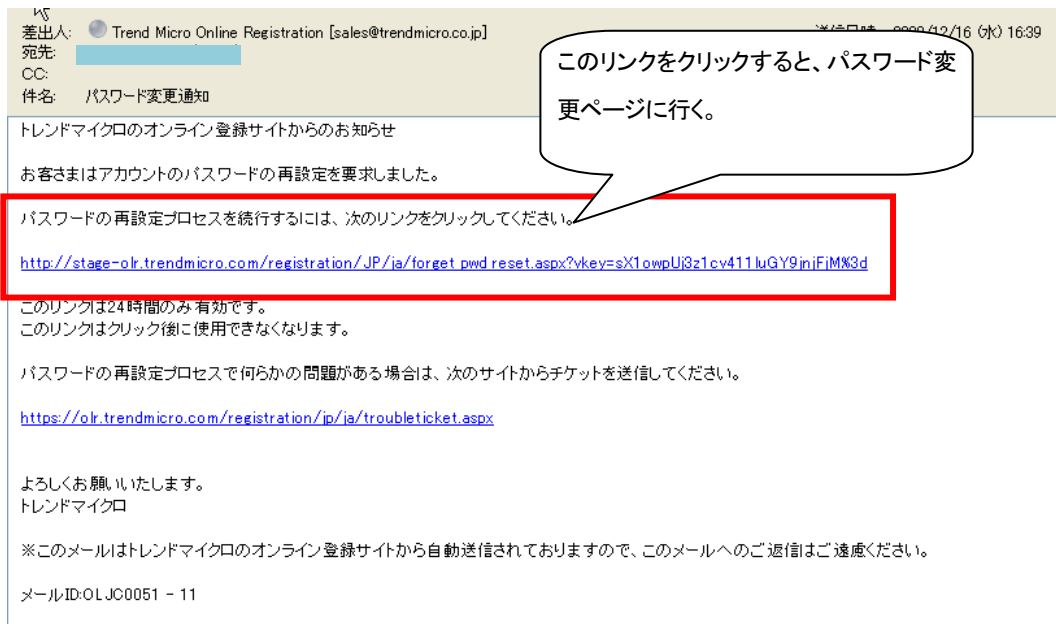 差出人: Trend Micro Online Registration [sales@trendmicro.co.jp]
12/16 (水) 16:39
宛先:
CC:
件名: パスワード変更通知
このリンクをクリックすると、パスワード変
更ページに行く。
トレンドマイクロのオンライン登録サイトからのお知らせ
お客さまはアカウントのパスワードの再設定を要求しました。
パスワードの再設定プロセスを続行するには、次のリンクをクリックしてください。
http://stage-olr.trendmicro.com/registration/JP/ja/forget_pwd_reset.aspx?vkey=sX1owpUj3z1cv411luGY9jnjFjM%3d
このリンクは24時間のみ有効です。
このリンクはクリック後に使用できなくなります。
パスワードの再設定プロセスで何らかの問題がある場合は、次のサイトからチケットを送信してください。
https://olr.trendmicro.com/registration/jp/ja/troubleticket.aspx
よろしくお願いいたします。
トレンドマイクロ
※このメールはトレンドマイクロのオンライン登録サイトから自動送信されておりますので、このメールへのご返信はご遠慮ください。
メールID:OLJC0051 - 11